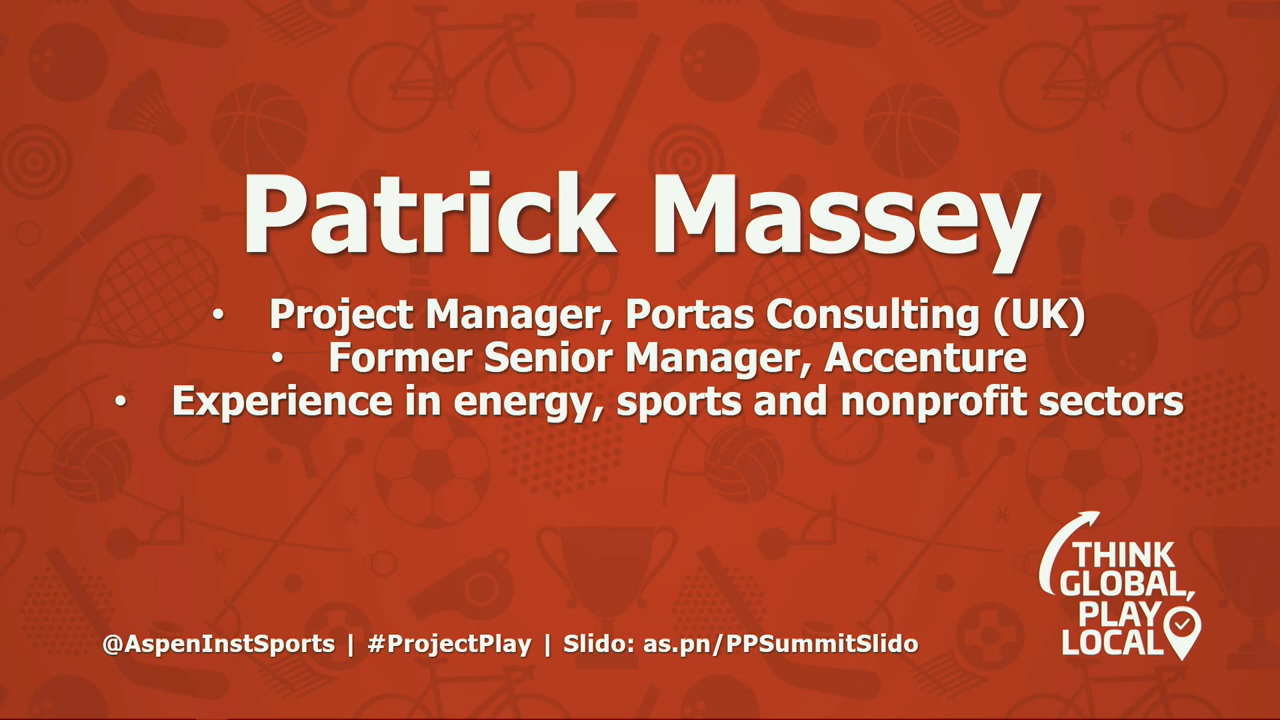 Patrick Massey
• Project Manager, Portas Consulting (UK)
• Former Senior Manager, Accenture
• Experience in energy, sports and nonprofit sectors
THINK
GLOBAL,
PLAY
LOCAL
@AspenInstSports | #ProjectPlay | Slido: as.pn/PPSummitSlido